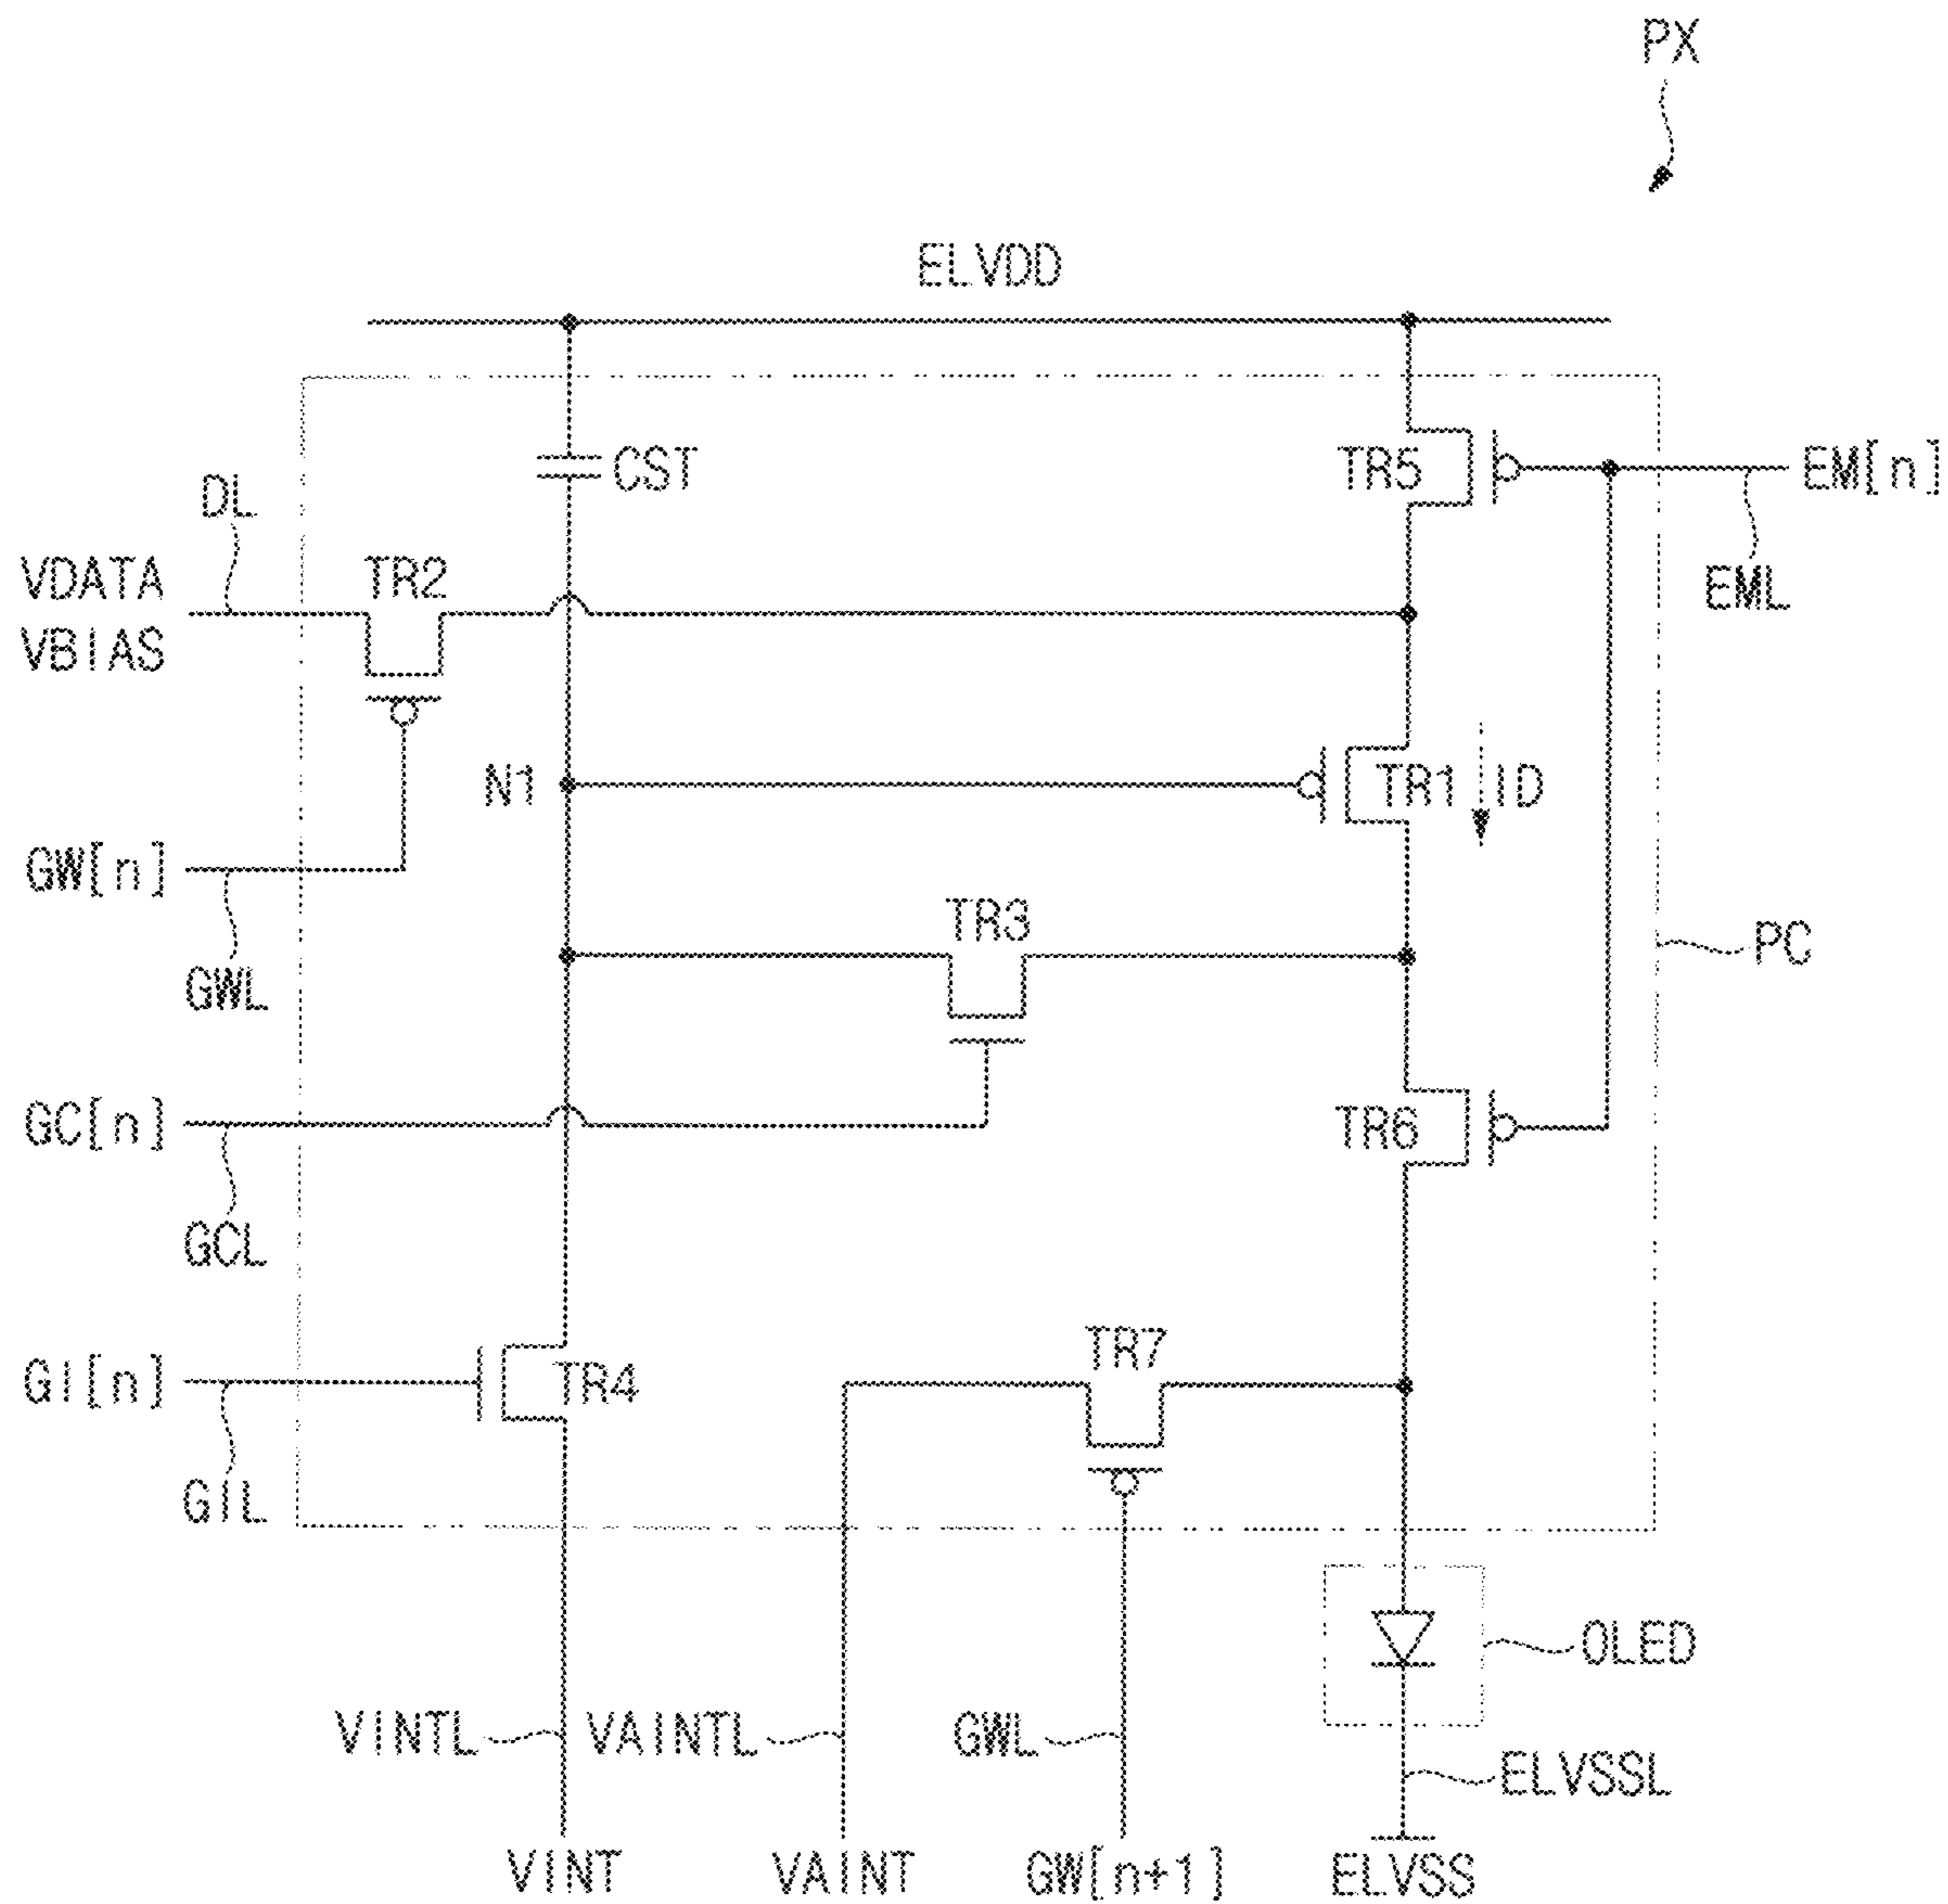 PX
ELVDD
CST
TR5
EM[n]
DL
VDATA
TR2
EML
VBIAS
N1
TR1
ID
GW[n]
TR3
PC
GWL
GC[n]
TR6
GCL
TR7
GI[n]
TR4
GIL
OLED
VINTL
VAINTL
GWL
ELVSSL
VINT
VAINT
GW[n+1]
ELVSS